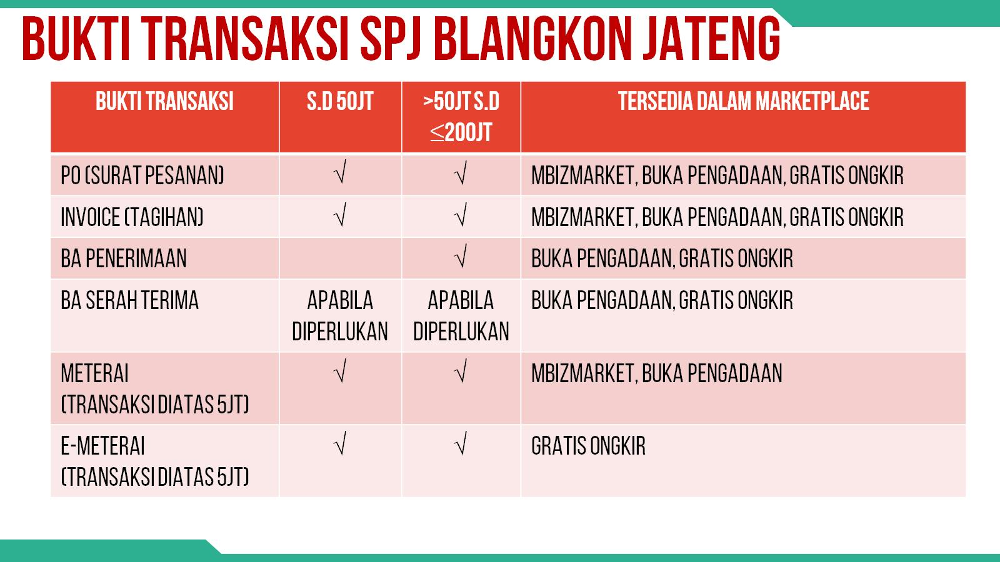 BUKTI TRANSAKSI SPJ BLANGKON JATENG
BUKTI TRANSAKSI
S.D 50JT
>50JT S.D
≤200JT
TERSEDIA DALAM MARKETPLACE
PO (SURAT PESANAN)
√
√
MBIZMARKET, BUKA PENGADAAN, GRATIS ONGKIR
INVOICE (TAGIHAN)
√
√
MBIZMARKET, BUKA PENGADAAN, GRATIS ONGKIR
BA PENERIMAAN
√
BUKA PENGADAAN, GRATIS ONGKIR
BA SERAH TERIMA
APABILA
DIPERLUKAN
APABILA
DIPERLUKAN
BUKA PENGADAAN, GRATIS ONGKIR
METERAI
(TRANSAKSI DIATAS 5JT)
√
√
MBIZMARKET, BUKA PENGADAAN
E-METERAI
(TRANSAKSI DIATAS 5JT)
√
√
GRATIS ONGKIR